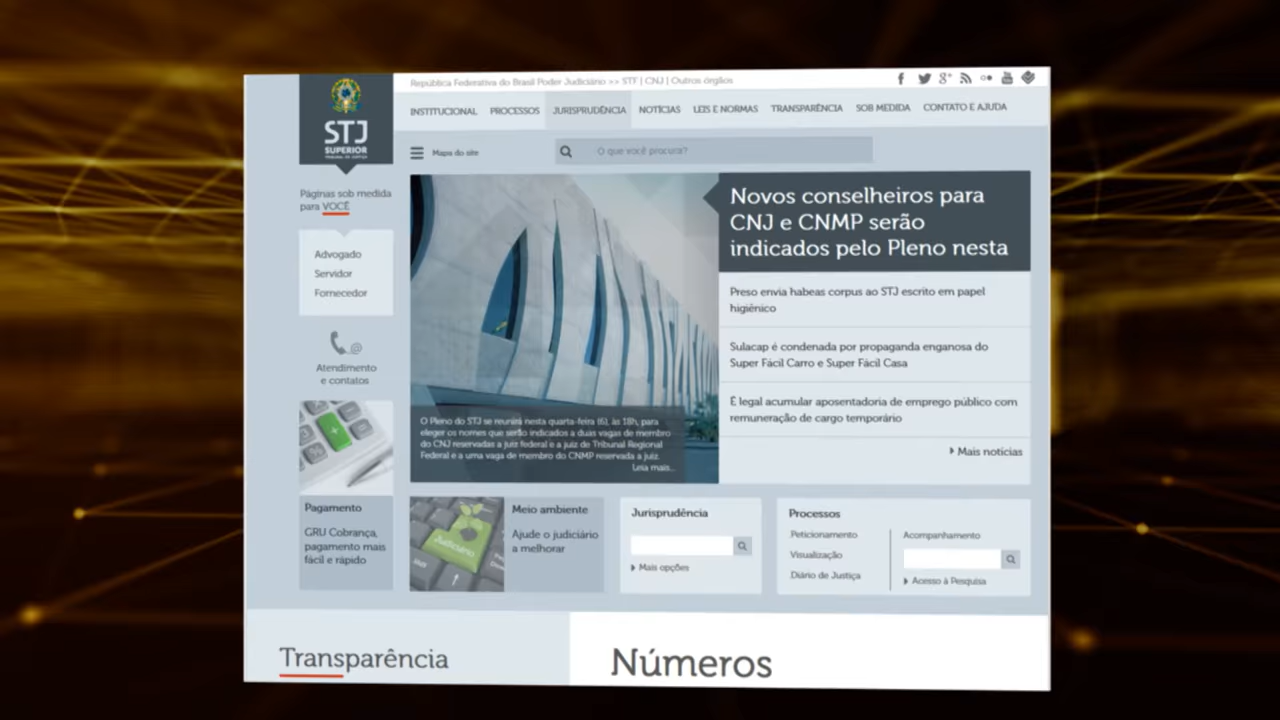 República Federativa do Brasil Poder Judiciário >> STF | CNJ | Outros órgãos
STJ
SUPERIOR
TRIBUNAL DE JUSTIÇA
INSTITUCIONAL PROCESSOS JURISPRUDÊNCIA NOTÍCIAS LEIS E NORMAS TRANSPARÊNCIA SOB MEDIDA CONTATO E AJUDA
Mapa do site
O que você procura?
Páginas sob medida
para VOCÊ
Advogado
Servidor
Fornecedor
Atendimento
e contatos
Novos conselheiros para
CNJ e CNMP serão
indicados pelo Pleno nesta
Preso envia habeas corpus ao STJ escrito em papel
higiênico
Sulacap é condenada por propaganda enganosa do
Super Fácil Carro e Super Fácil Casa
É legal acumular aposentadoria de emprego público com
remuneração de cargo temporário
Mais notícias
O Pleno do STJ se reunirá nesta quarta-feira (6), às 18h, para
eleger os nomes que serão indicados a duas vagas de membro
do CNJ reservadas a juiz federal e a juiz de Tribunal Regional
Federal e a uma vaga de membro do CNMP reservada a juiz.
Leia mais...
Pagamento
GRU Cobrança,
pagamento mais
fácil e rápido
Judiciário
Meio ambiente
Ajude o judiciário
a melhorar
Jurisprudência
Mais opções
Processos
Peticionamento
Visualização
Diário de Justiça
Acompanhamento
Acesso à Pesquisa
Transparência
Números